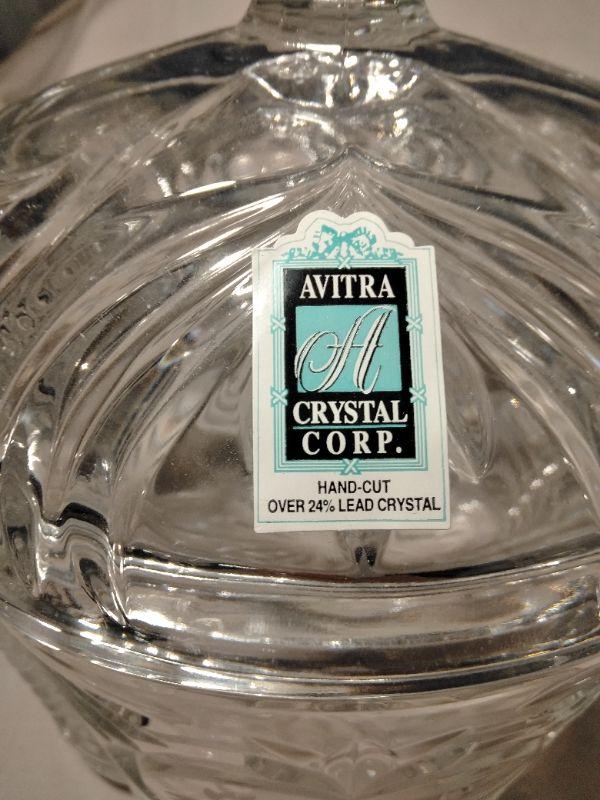 AVITRA
A
CRYSTAL
CORP.
HAND-CUT
OVER 24% LEAD CRYSTAL